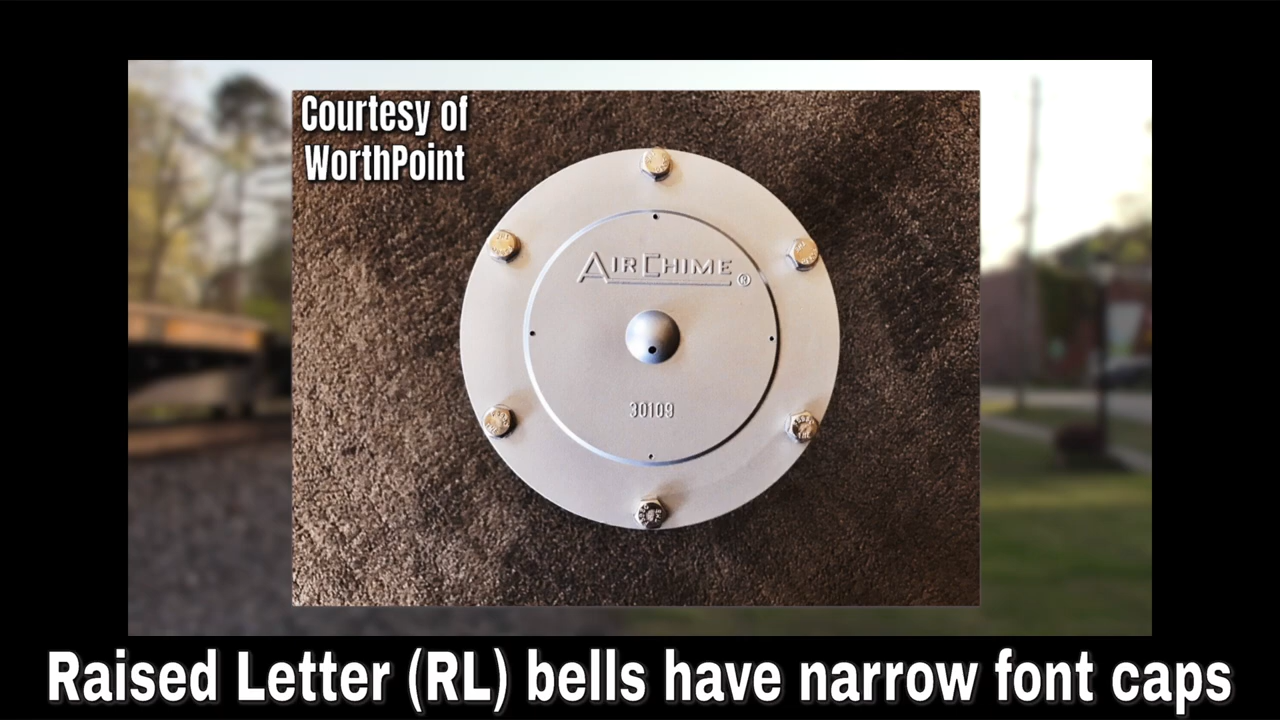 Courtesy of
WorthPoint
AIRCHIME
®
30109
Raised Letter (RL) bells have narrow font caps